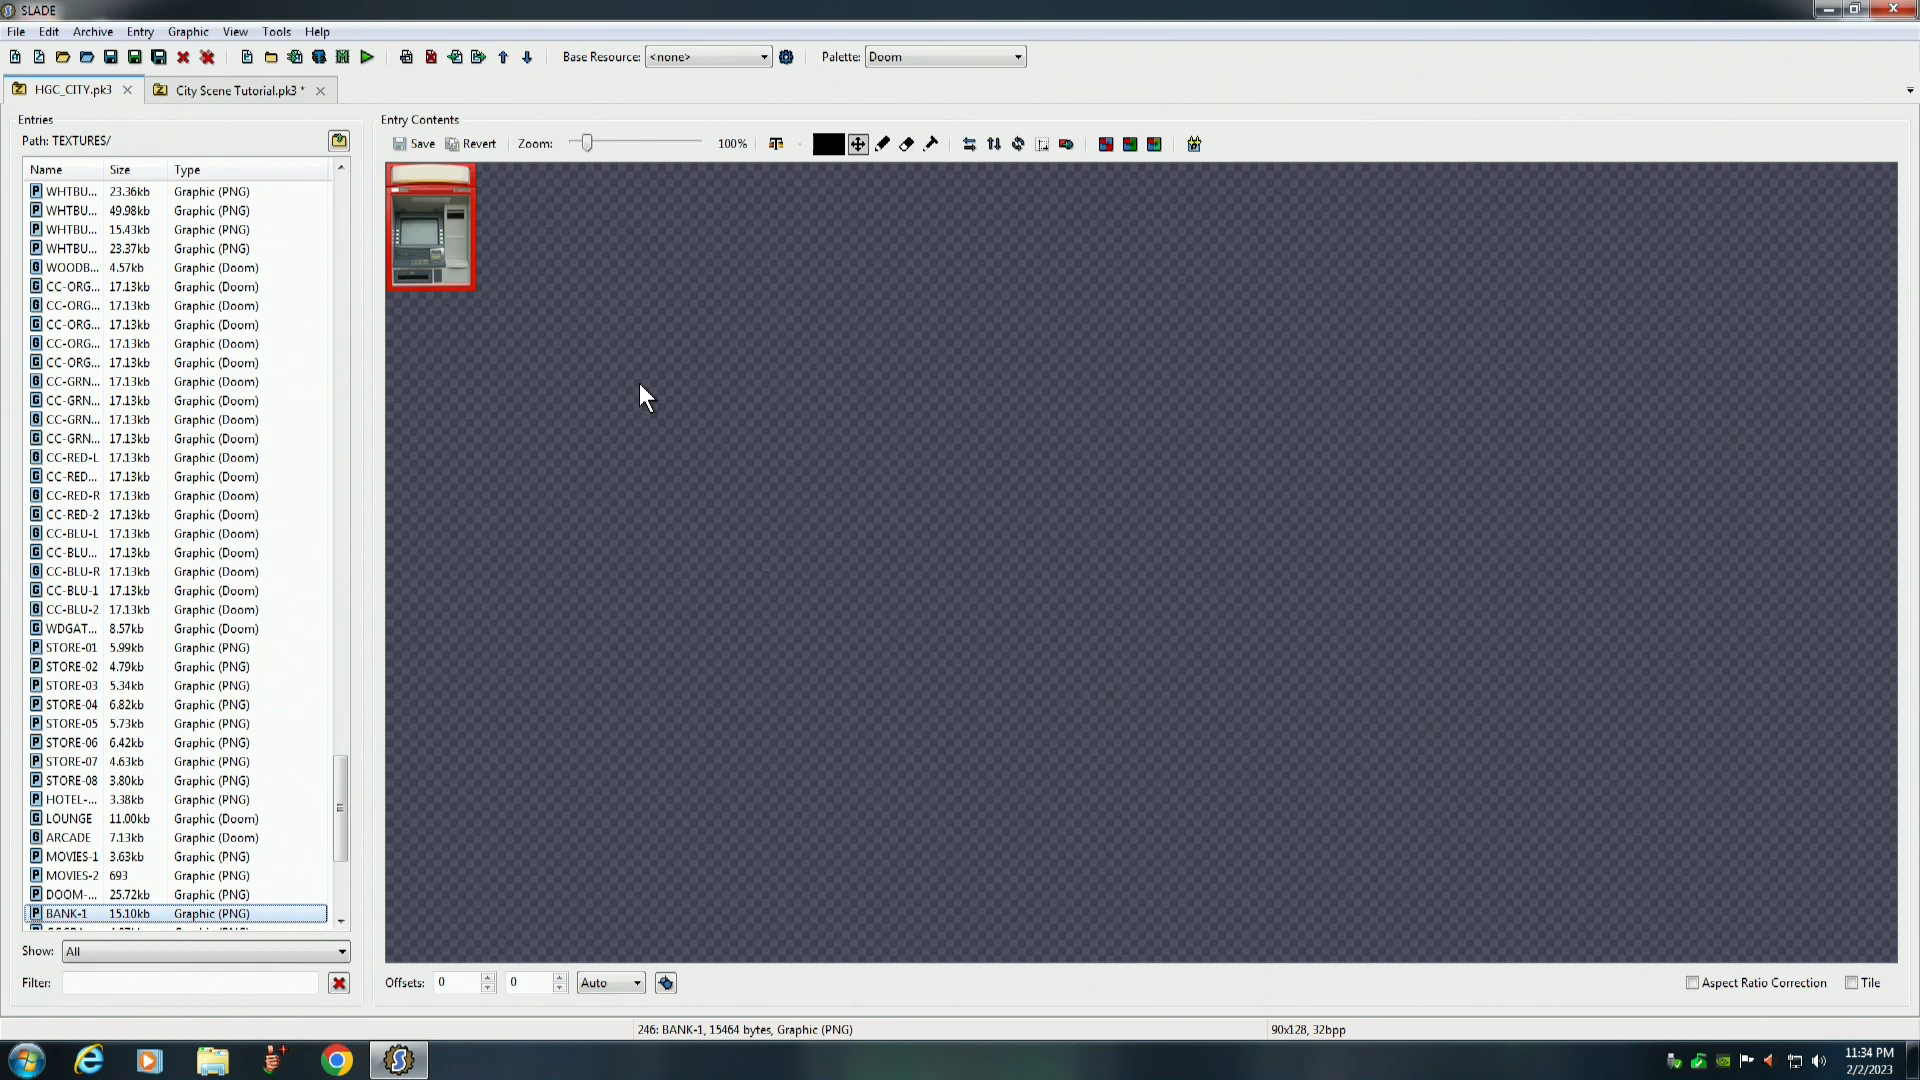 SLADE
File Edit Archive Entry Graphic View Tools Help
Base Resource: <none> Palette: Doom
HGC_CITY.pk3 City Scene Tutorial.pk3 *
Entries
Path: TEXTURES/
Name Size Type
WHTBU... 23.36kb Graphic (PNG)
WHTBU... 49.98kb Graphic (PNG)
WHTBU... 15.43kb Graphic (PNG)
WHTBU... 23.37kb Graphic (PNG)
WOODB... 4.57kb Graphic (Doom)
CC-ORG... 17.13kb Graphic (Doom)
CC-ORG... 17.13kb Graphic (Doom)
CC-ORG... 17.13kb Graphic (Doom)
CC-ORG... 17.13kb Graphic (Doom)
CC-ORG... 17.13kb Graphic (Doom)
CC-GRN... 17.13kb Graphic (Doom)
CC-GRN... 17.13kb Graphic (Doom)
CC-GRN... 17.13kb Graphic (Doom)
CC-GRN... 17.13kb Graphic (Doom)
CC-RED-L 17.13kb Graphic (Doom)
CC-RED... 17.13kb Graphic (Doom)
CC-RED-R 17.13kb Graphic (Doom)
CC-RED-2 17.13kb Graphic (Doom)
CC-BLU-L 17.13kb Graphic (Doom)
CC-BLU... 17.13kb Graphic (Doom)
CC-BLU-R 17.13kb Graphic (Doom)
CC-BLU-1 17.13kb Graphic (Doom)
CC-BLU-2 17.13kb Graphic (Doom)
WDGAT... 8.57kb Graphic (Doom)
STORE-01 5.99kb Graphic (PNG)
STORE-02 4.79kb Graphic (PNG)
STORE-03 5.34kb Graphic (PNG)
STORE-04 6.82kb Graphic (PNG)
STORE-05 5.73kb Graphic (PNG)
STORE-06 6.42kb Graphic (PNG)
STORE-07 4.63kb Graphic (PNG)
STORE-08 3.80kb Graphic (PNG)
HOTEL-... 3.38kb Graphic (PNG)
LOUNGE 11.00kb Graphic (Doom)
ARCADE 7.13kb Graphic (Doom)
MOVIES-1 3.63kb Graphic (PNG)
MOVIES-2 693 Graphic (PNG)
DOOM-... 25.72kb Graphic (PNG)
BANK-1 15.10kb Graphic (PNG)
Show: All
Filter:
Entry Contents
Save Revert Zoom: 100%
Offsets: 0 0 Auto Aspect Ratio Correction Tile
246: BANK-1, 15464 bytes, Graphic (PNG) 90x128, 32bpp
11:34 PM
2/2/2023